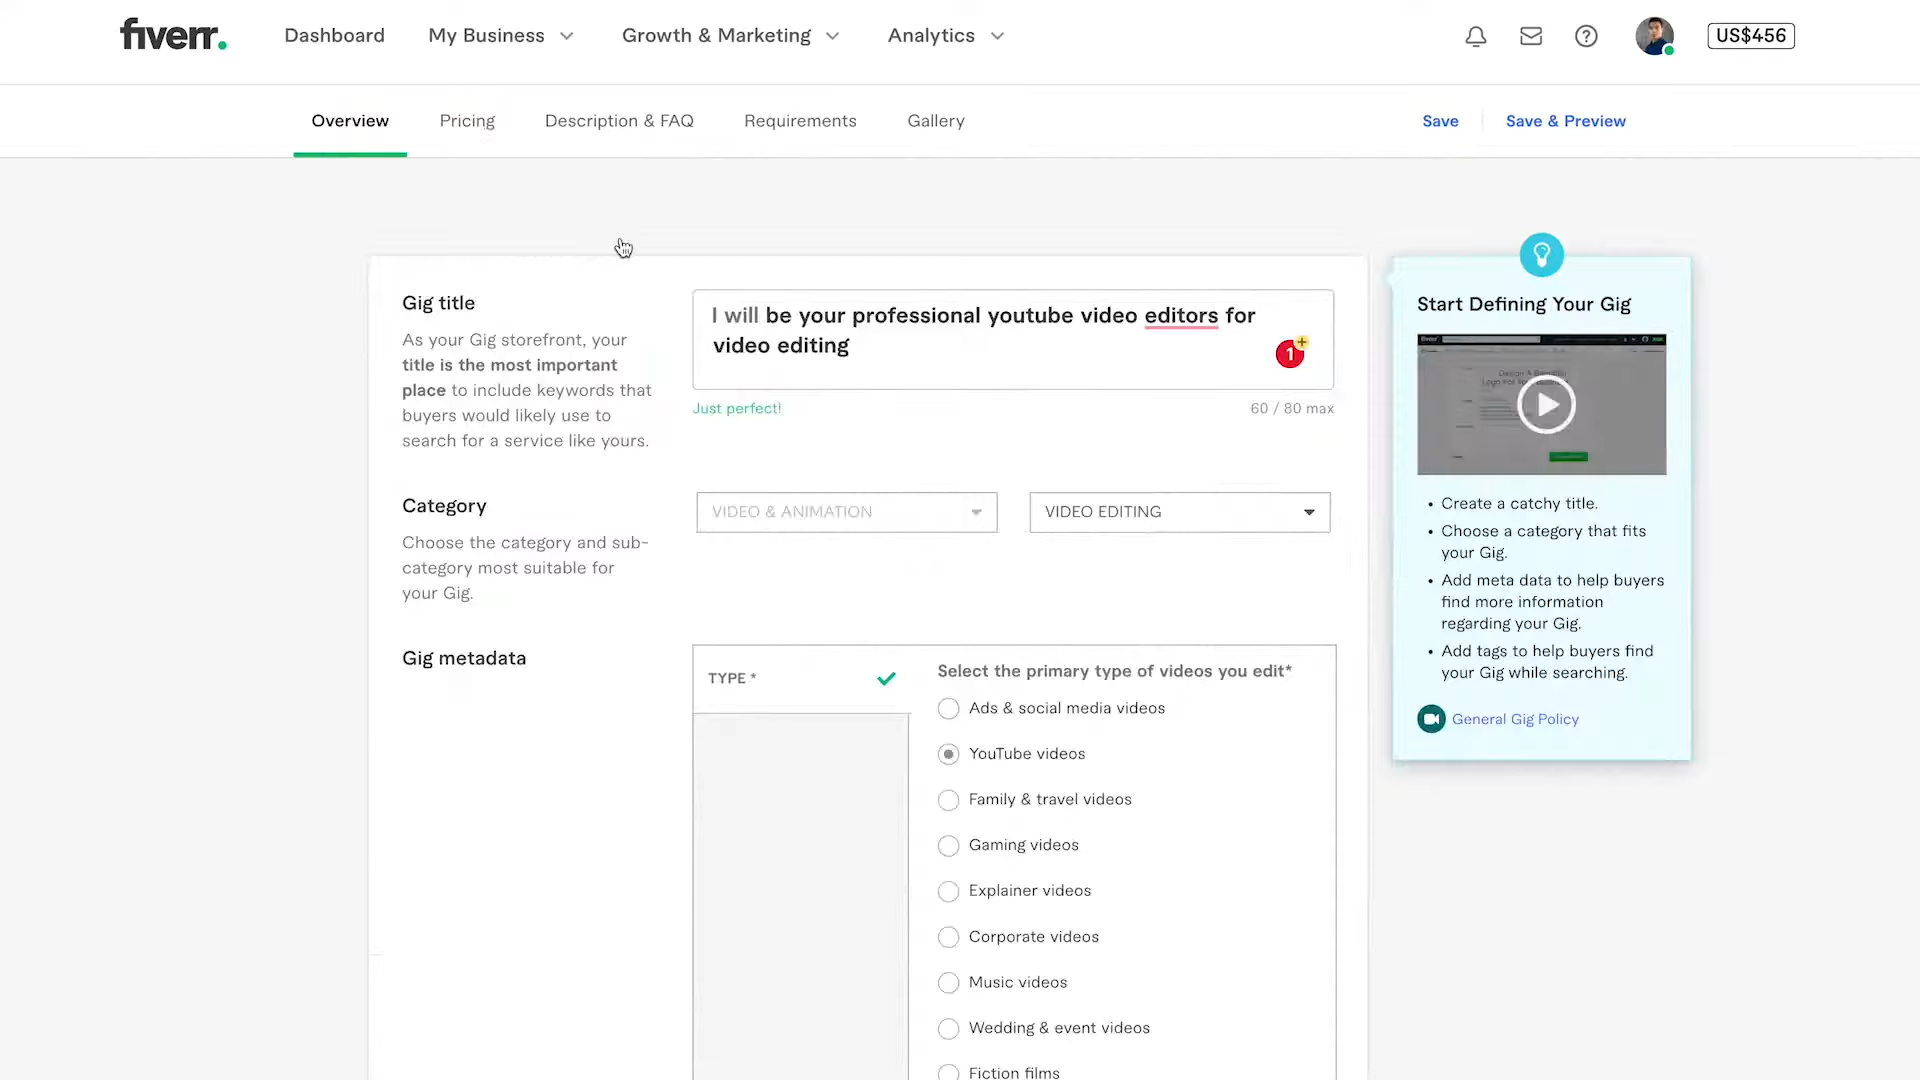 fiverr.
Dashboard
My Business
Growth & Marketing
Analytics
US$456
Overview
Pricing
Description & FAQ
Requirements
Gallery
Save
Save & Preview
Gig title
As your Gig storefront, your
title is the most important
place to include keywords that
buyers would likely use to
search for a service like yours.
I will be your professional youtube video editors for
video editing
1
+
Just perfect!
60 / 80 max
Category
Choose the category and sub-
category most suitable for
your Gig.
VIDEO & ANIMATION
VIDEO EDITING
Gig metadata
TYPE *
Select the primary type of videos you edit*
Ads & social media videos
YouTube videos
Family & travel videos
Gaming videos
Explainer videos
Corporate videos
Music videos
Wedding & event videos
Fiction films
Start Defining Your Gig
• Create a catchy title.
• Choose a category that fits
your Gig.
• Add meta data to help buyers
find more information
regarding your Gig.
• Add tags to help buyers find
your Gig while searching.
General Gig Policy